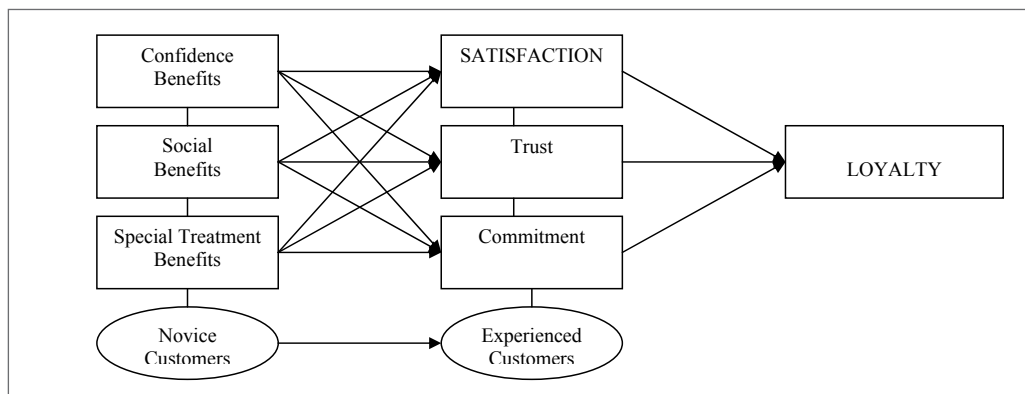 Confidence
Benefits
SATISFACTION
Social
Benefits
Trust
LOYALTY
Special Treatment
Benefits
Commitment
Novice
Customers
Experienced
Customers